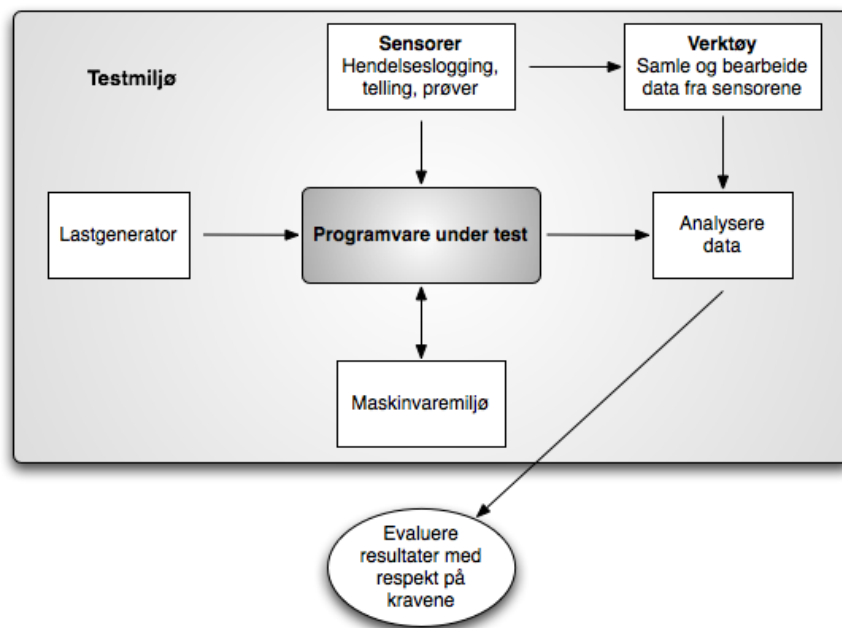 Testmiljø
Sensorer
Hendelseslogging,
telling, prøver
Verktøy
Samle og bearbeide
data fra sensorene
Lastgenerator
Programvare under test
Analysere
data
Maskinvaremiljø
Evaluere
resultater med
respekt på
kravene